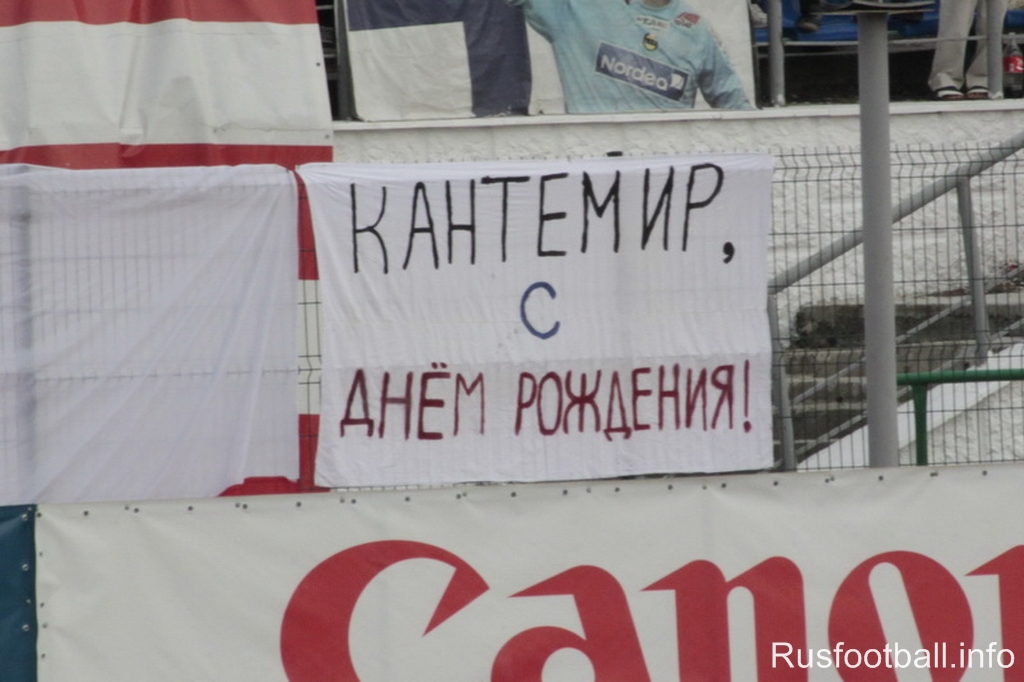 Nordea
КАНТЕМИР,
С
ДНЁМ РОЖДЕНИЯ!
Canon
Rusfootball.info